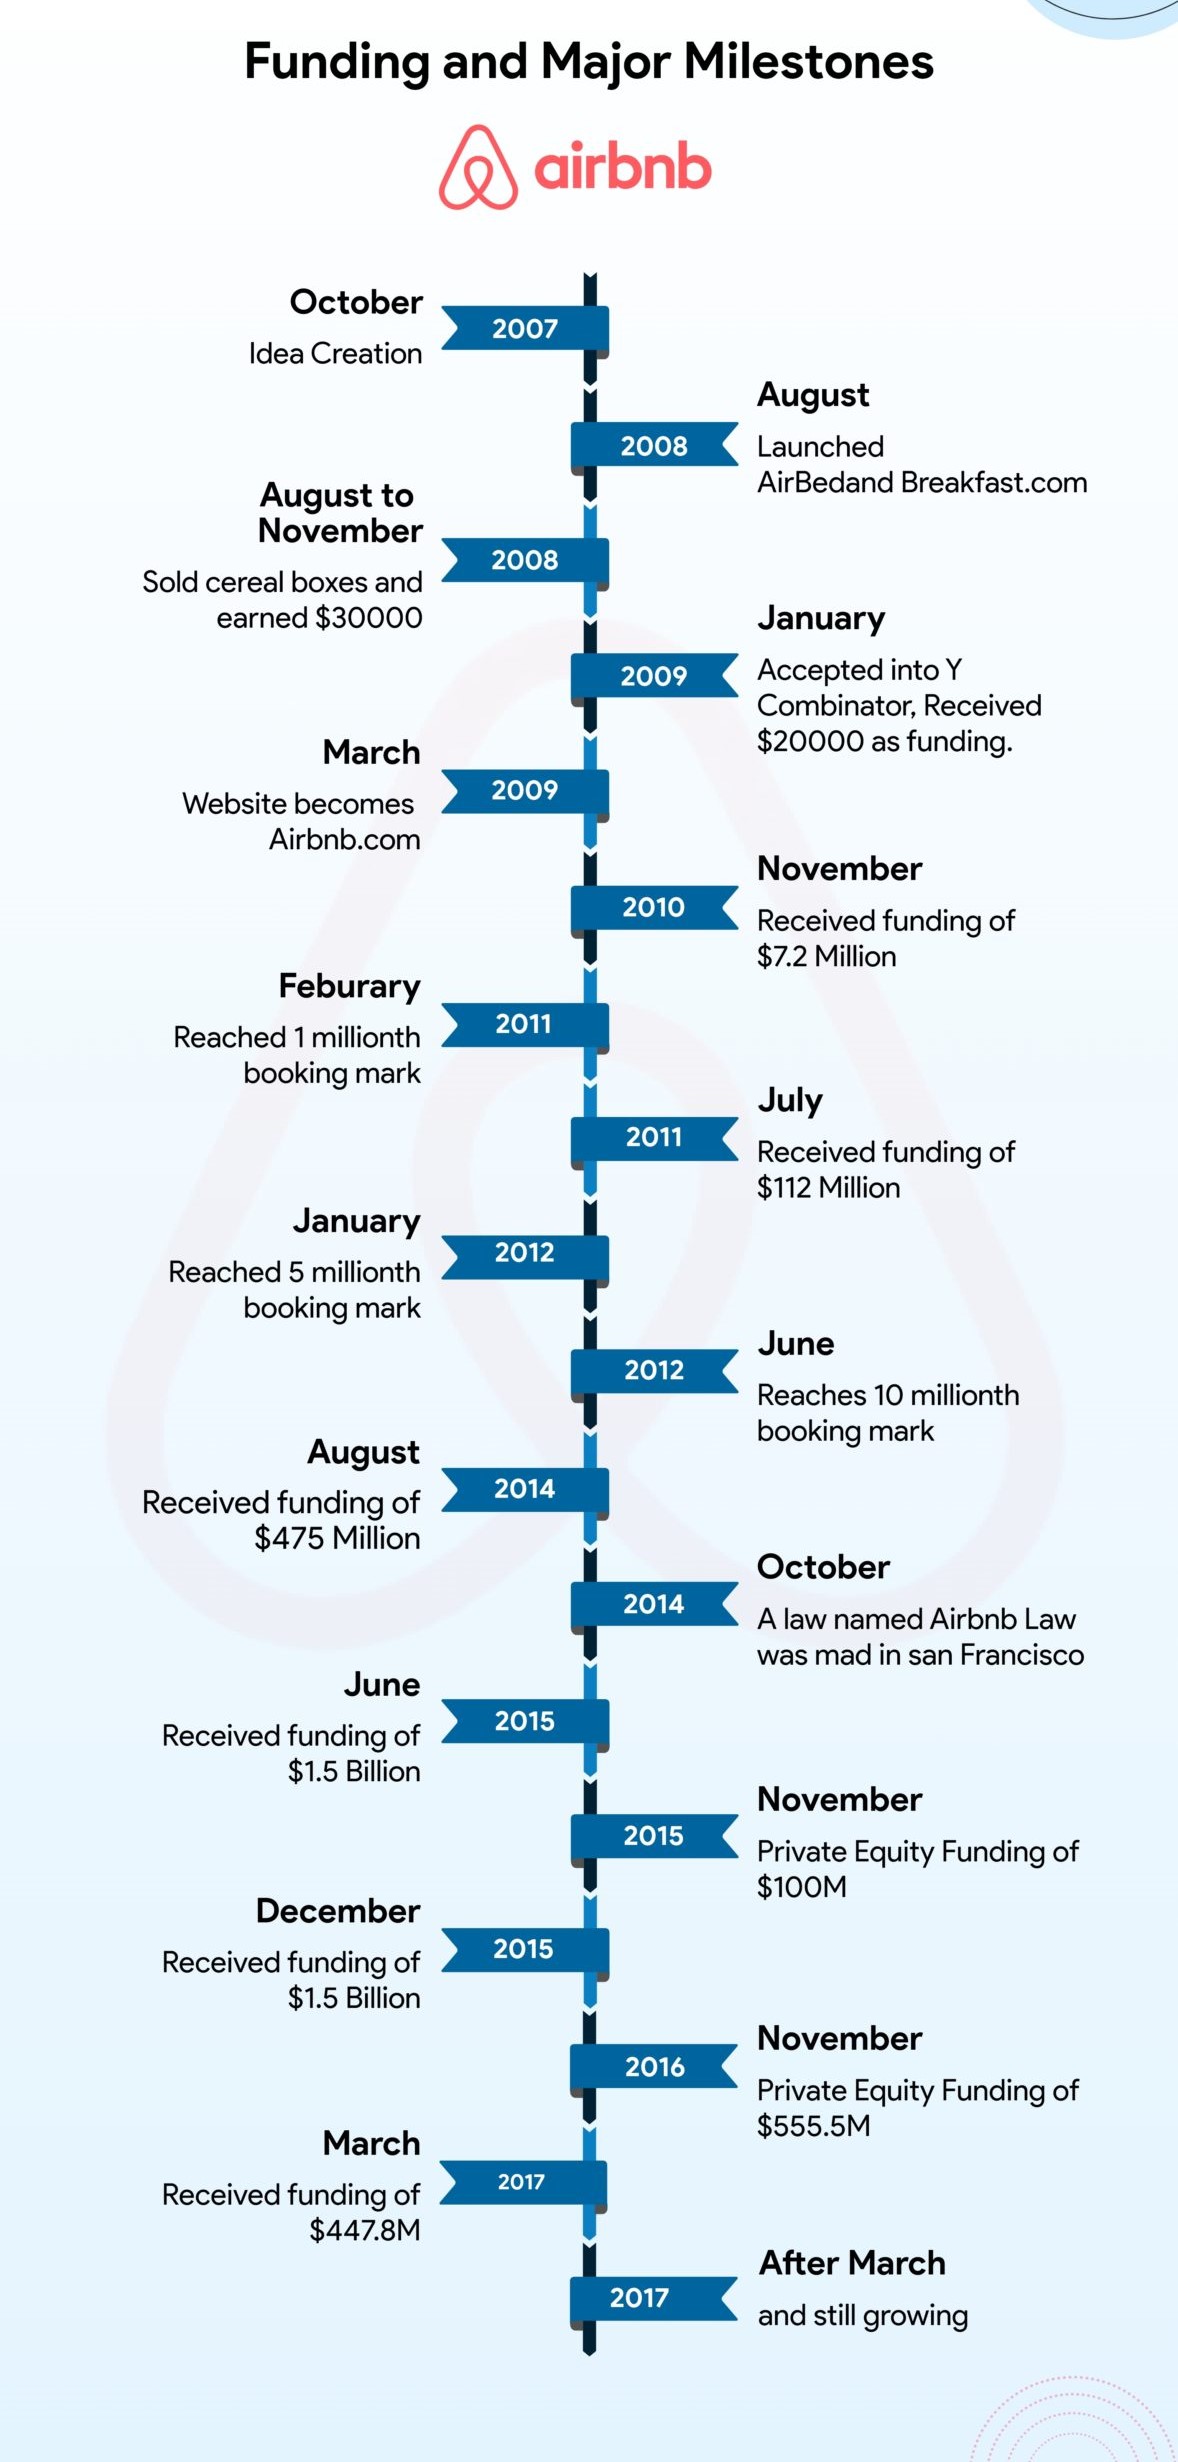 Funding and Major Milestones
airbnb
October
2007
Idea Creation
August
2008
Launched
AirBedand Breakfast.com
August to
November
2008
Sold cereal boxes and
earned $30000
January
2009
Accepted into Y
Combinator, Received
$20000 as funding.
March
2009
Website becomes
Airbnb.com
November
2010
Received funding of
$7.2 Million
Feburary
2011
Reached 1 millionth
booking mark
July
2011
Received funding of
$112 Million
January
2012
Reached 5 millionth
booking mark
June
2012
Reaches 10 millionth
booking mark
August
2014
Received funding of
$475 Million
October
2014
A law named Airbnb Law
was mad in san Francisco
June
2015
Received funding of
$1.5 Billion
November
2015
Private Equity Funding of
$100M
December
2015
Received funding of
$1.5 Billion
November
2016
Private Equity Funding of
$555.5M
March
2017
Received funding of
$447.8M
After March
2017
and still growing